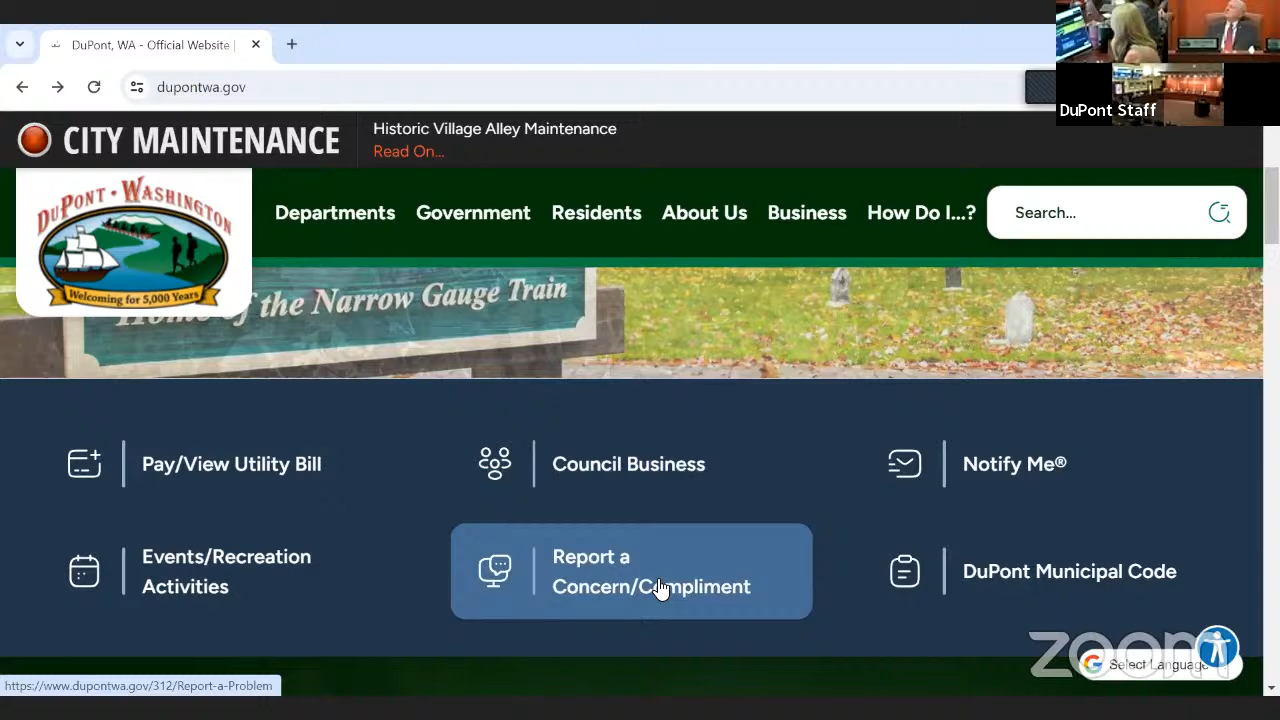 DuPont, WA - Official Website |
dupontwa.gov
DuPont Staff
CITY MAINTENANCE
Historic Village Alley Maintenance
Read On...
DuPont • Washington
Welcoming for 5,000 Years
Departments
Government
Residents
About Us
Business
How Do I...?
Search...
Home of the Narrow Gauge Train
Pay/View Utility Bill
Council Business
Notify Me®
Events/Recreation
Activities
Report a
Concern/Compliment
DuPont Municipal Code
zoom
Select Language
https://www.dupontwa.gov/312/Report-a-Problem